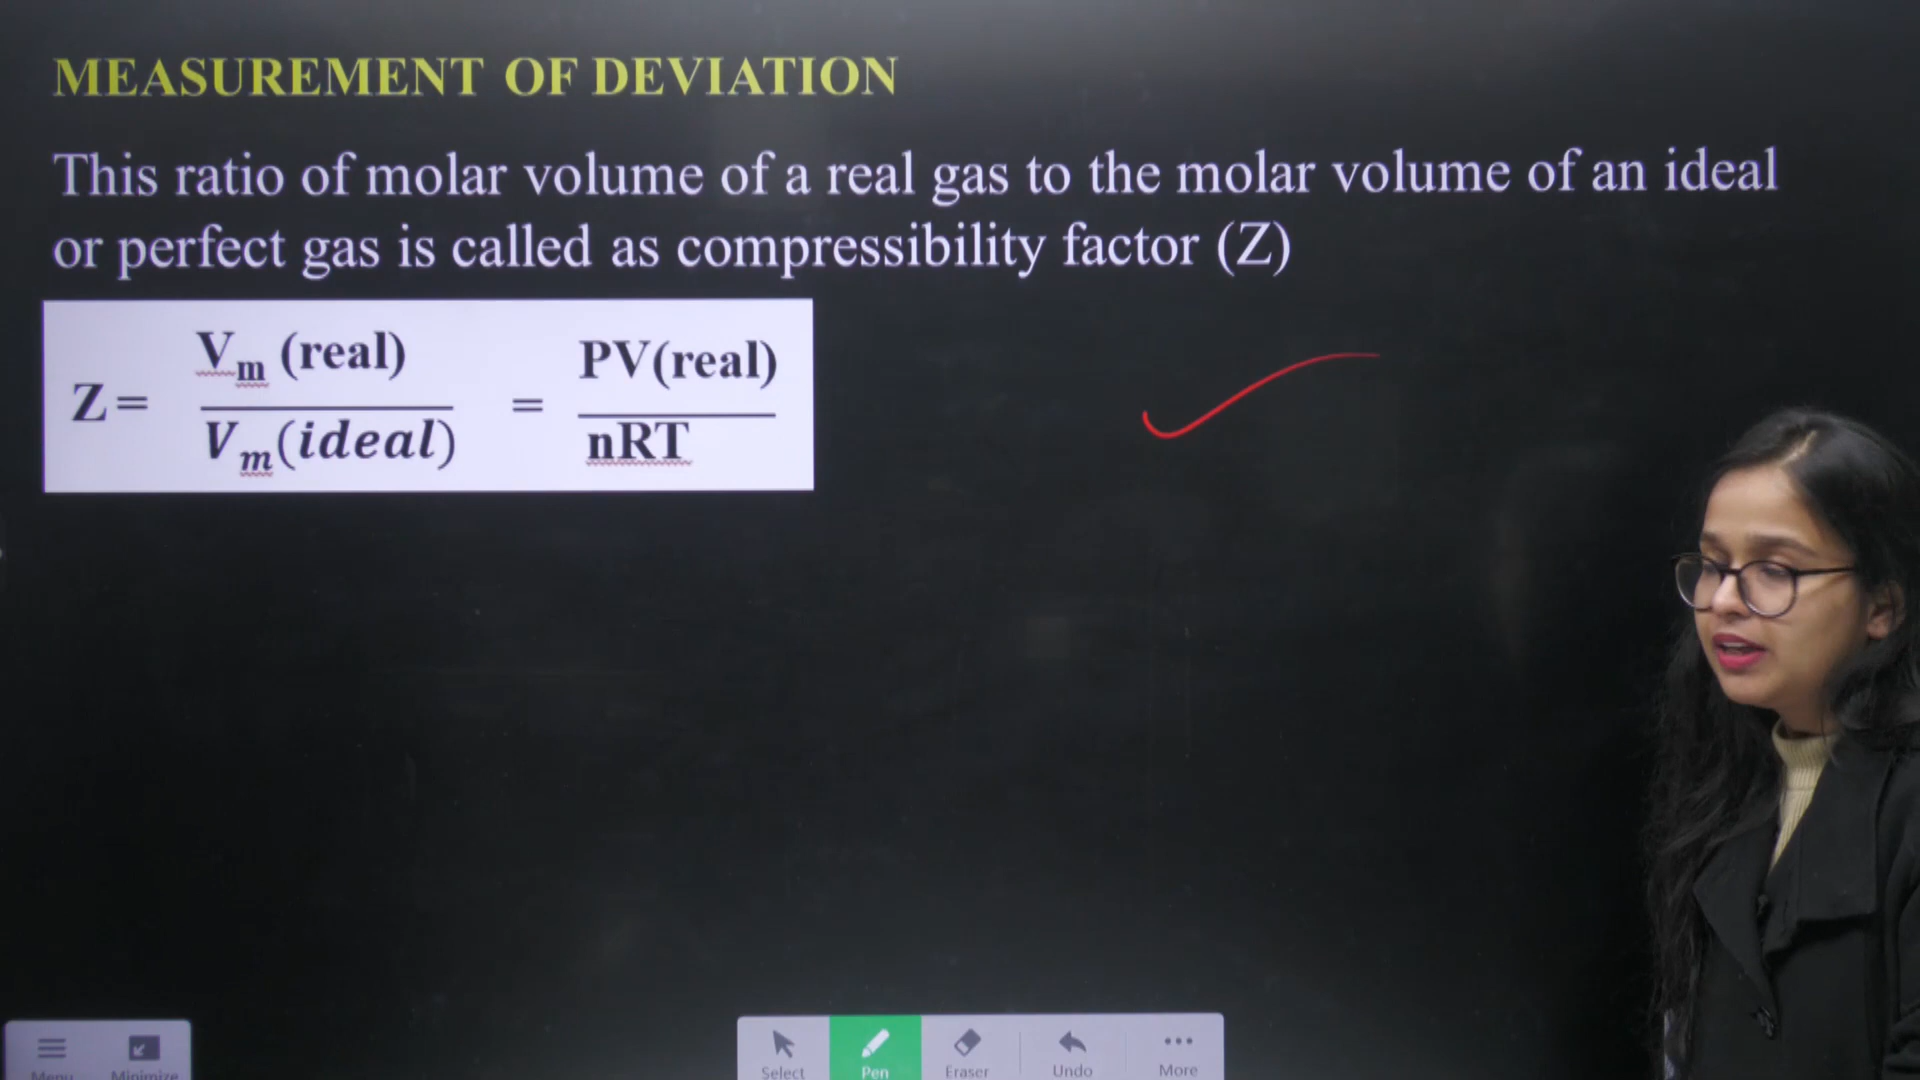 MEASUREMENT OF DEVIATION
This ratio of molar volume of a real gas to the molar volume of an ideal
or perfect gas is called as compressibility factor (Z)
Z = Vm (real) / Vm(ideal) = PV(real) / nRT
Menu Minimize Select Pen Eraser Undo More